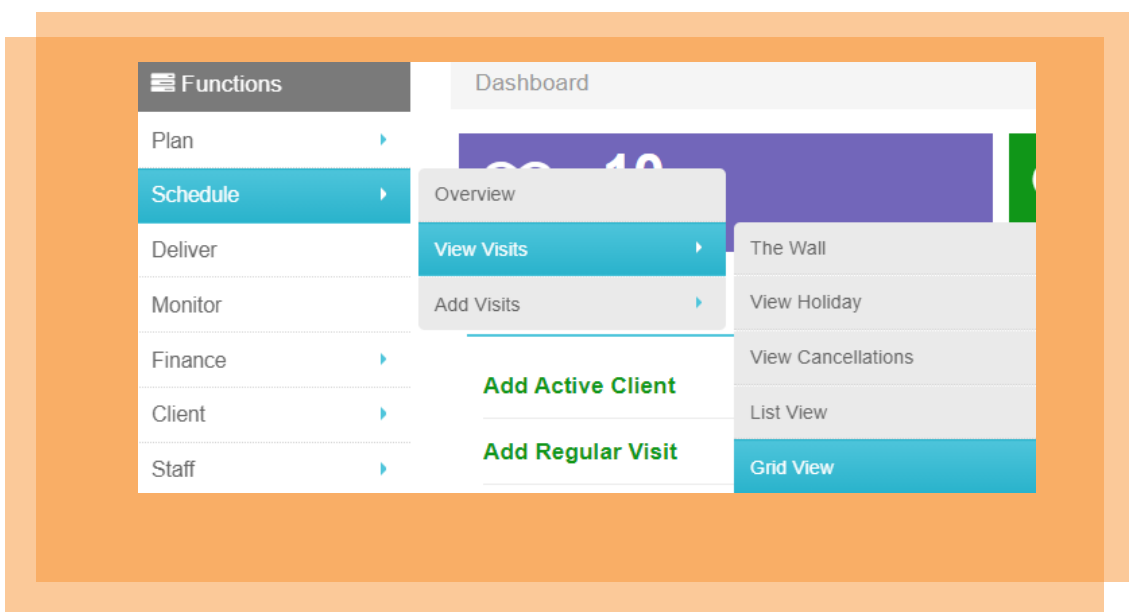 Functions
Dashboard
Plan
Schedule
Deliver
Monitor
Finance
Client
Staff
Overview
View Visits
Add Visits
The Wall
View Holiday
View Cancellations
List View
Grid View
Add Active Client
Add Regular Visit